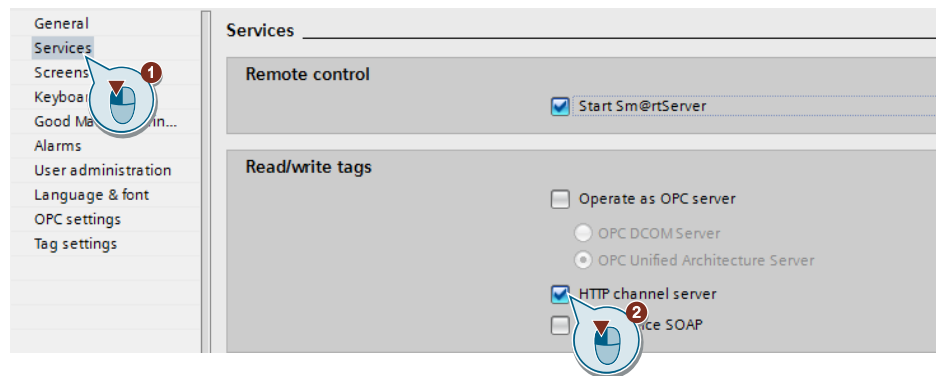 General
Services
Screens
Keyboa
Good Ma in...
Alarms
User administration
Language & font
OPC settings
Tag settings
1
Services
Remote control
Start Sm@rtServer
Read/write tags
Operate as OPC server
OPC DCOM Server
OPC Unified Architecture Server
HTTP channel server
2
SOAP